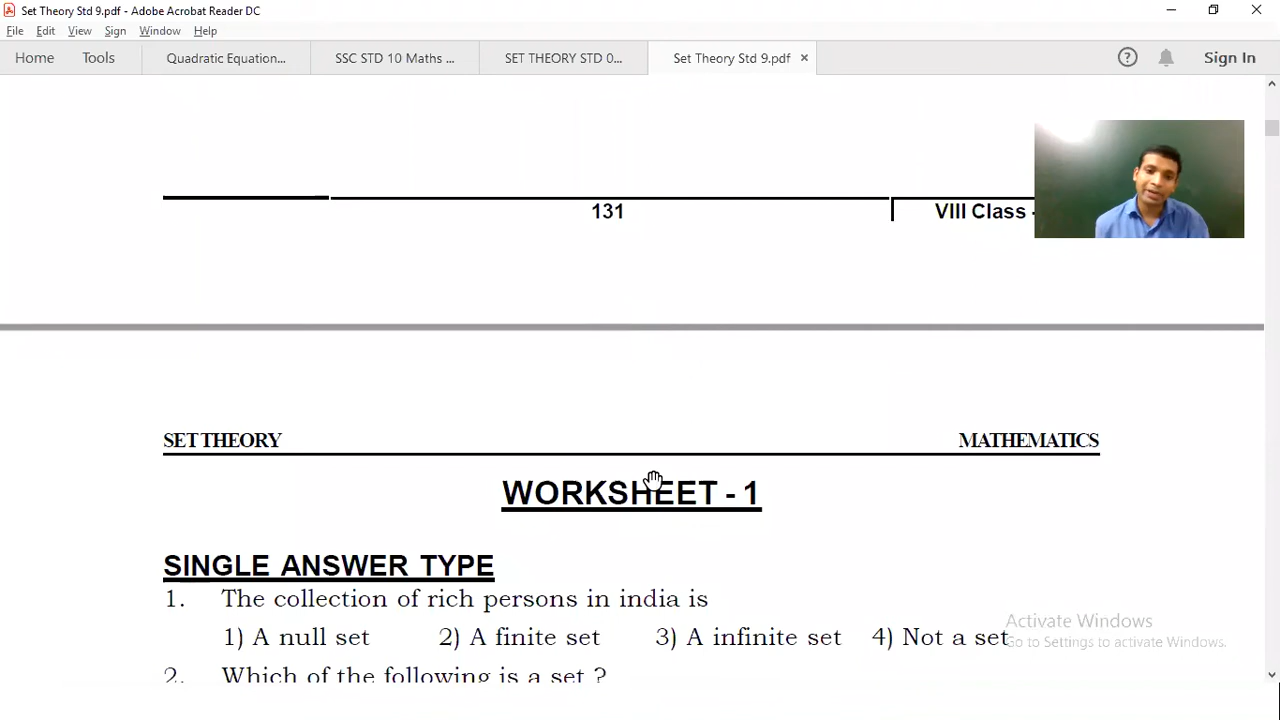 Set Theory Std 9.pdf - Adobe Acrobat Reader DC
File Edit View Sign Window Help
Home Tools Quadratic Equation... SSC STD 10 Maths ... SET THEORY STD 0... Set Theory Std 9.pdf × Sign In
131 VIII Class -
SET THEORY MATHEMATICS
WORKSHEET - 1
SINGLE ANSWER TYPE
1. The collection of rich persons in india is
1) A null set 2) A finite set 3) A infinite set 4) Not a set
Activate Windows
Go to Settings to activate Windows.
2. Which of the following is a set ?